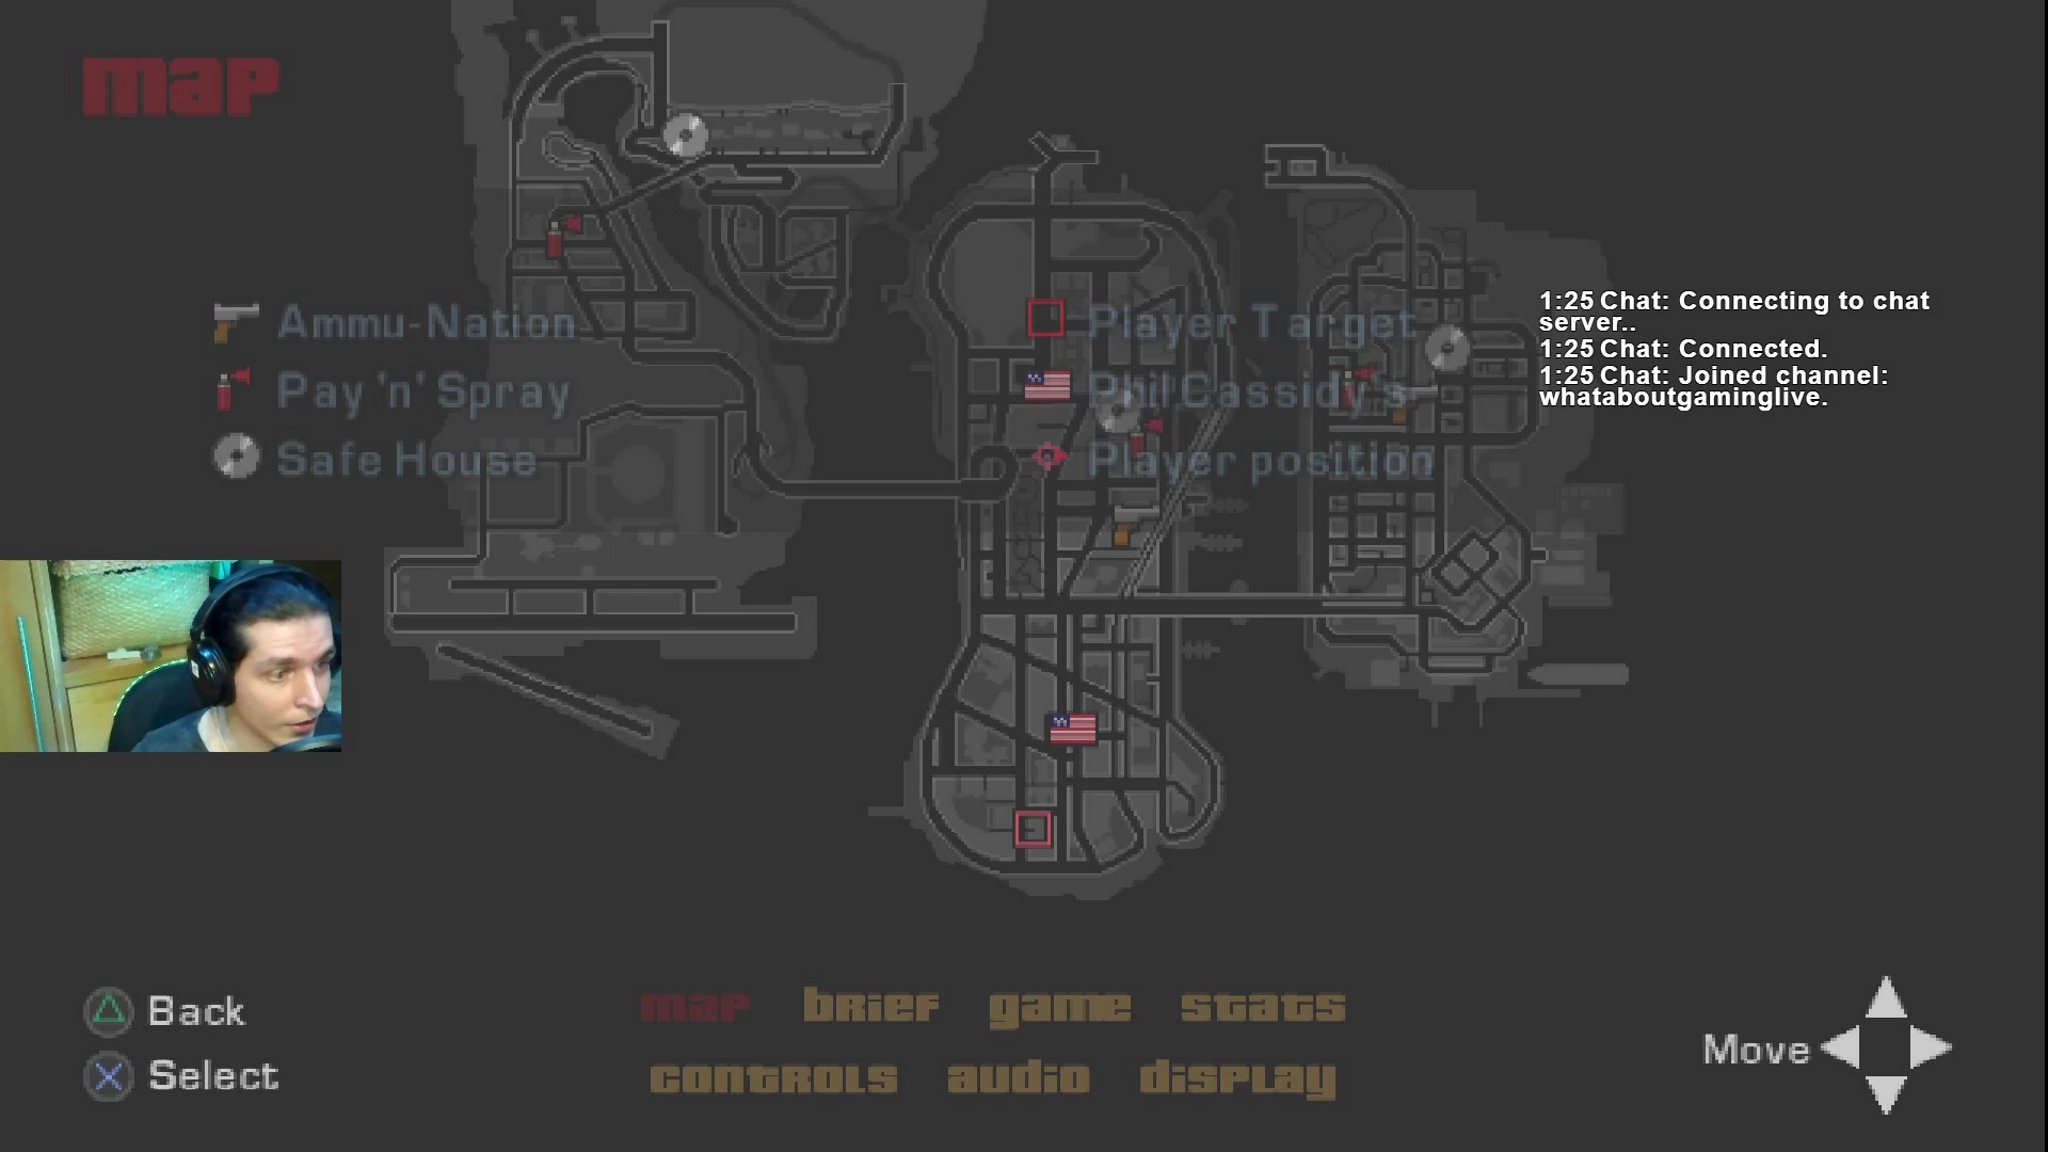 map
Ammu-Nation
Pay 'n' Spray
Safe House
Player Target
Phil Cassidy's
Player position
1:25 Chat: Connecting to chat
server..
1:25 Chat: Connected.
1:25 Chat: Joined channel:
whataboutgaminglive.
Back
Select
map brief game stats
controls audio display
Move